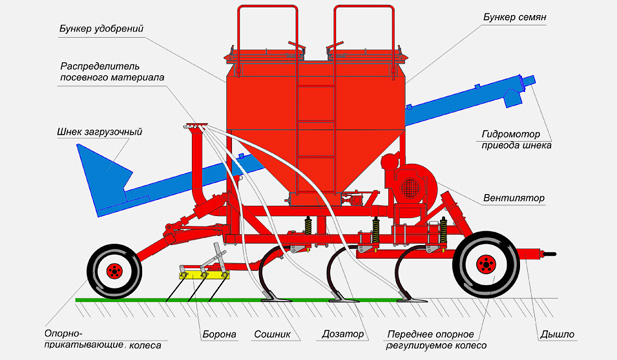 Бункер удобрений
Бункер семян
Распределитель
посевного материала
Шнек загрузочный
Гидромотор
привода шнека
Вентилятор
Опорно-
прикатывающие, колеса
Борона
Сошник
Дозатор
Переднее опорное
регулируемое колесо
Дышло